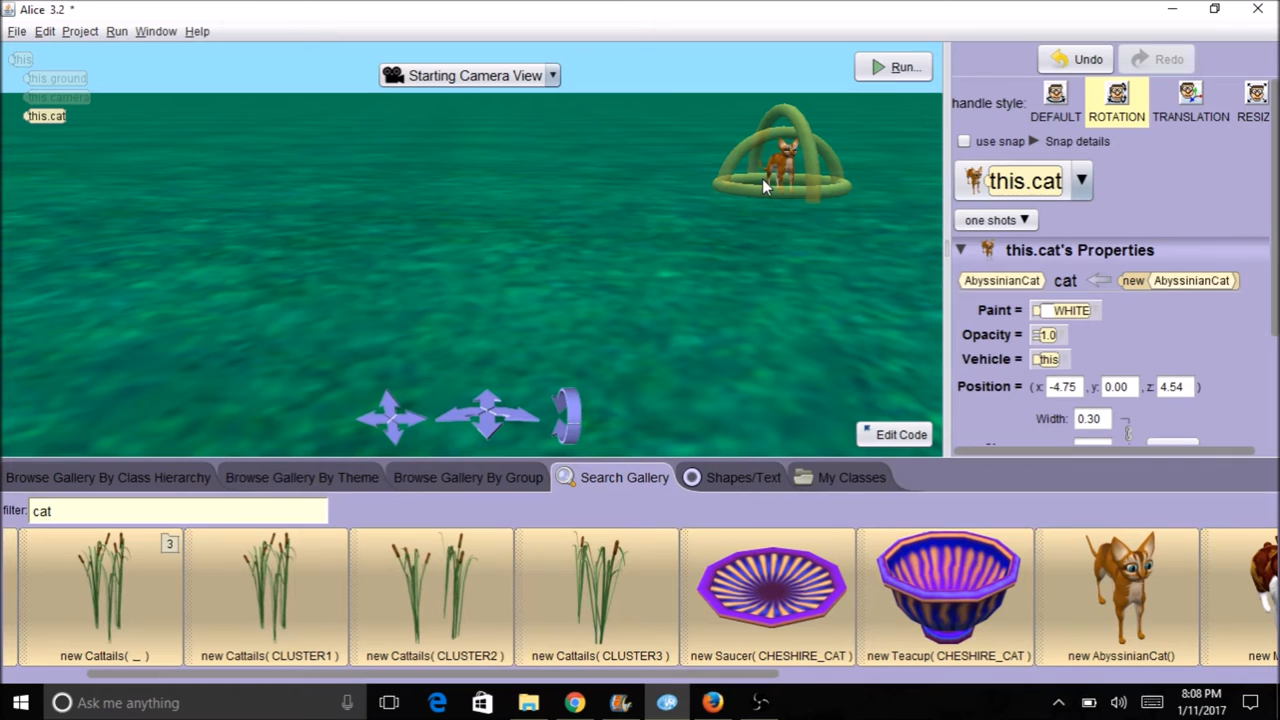 Alice 3.2 *
File Edit Project Run Window Help
this
this.ground
this.camera
this.cat
Starting Camera View
Run...
Undo
Redo
handle style:
DEFAULT
ROTATION
TRANSLATION
RESIZ
use snap
Snap details
this.cat
one shots
this.cat's Properties
AbyssinianCat cat new AbyssinianCat
Paint = WHITE
Opacity = 1.0
Vehicle = this
Position = ( x: -4.75 , y: 0.00 , z: 4.54 )
Width: 0.30
Edit Code
Browse Gallery By Class Hierarchy
Browse Gallery By Theme
Browse Gallery By Group
Search Gallery
Shapes/Text
My Classes
filter: cat
3
new Cattails( _ )
new Cattails( CLUSTER1 )
new Cattails( CLUSTER2 )
new Cattails( CLUSTER3 )
new Saucer( CHESHIRE_CAT )
new Teacup( CHESHIRE_CAT )
new AbyssinianCat()
Ask me anything
8:08 PM
1/11/2017